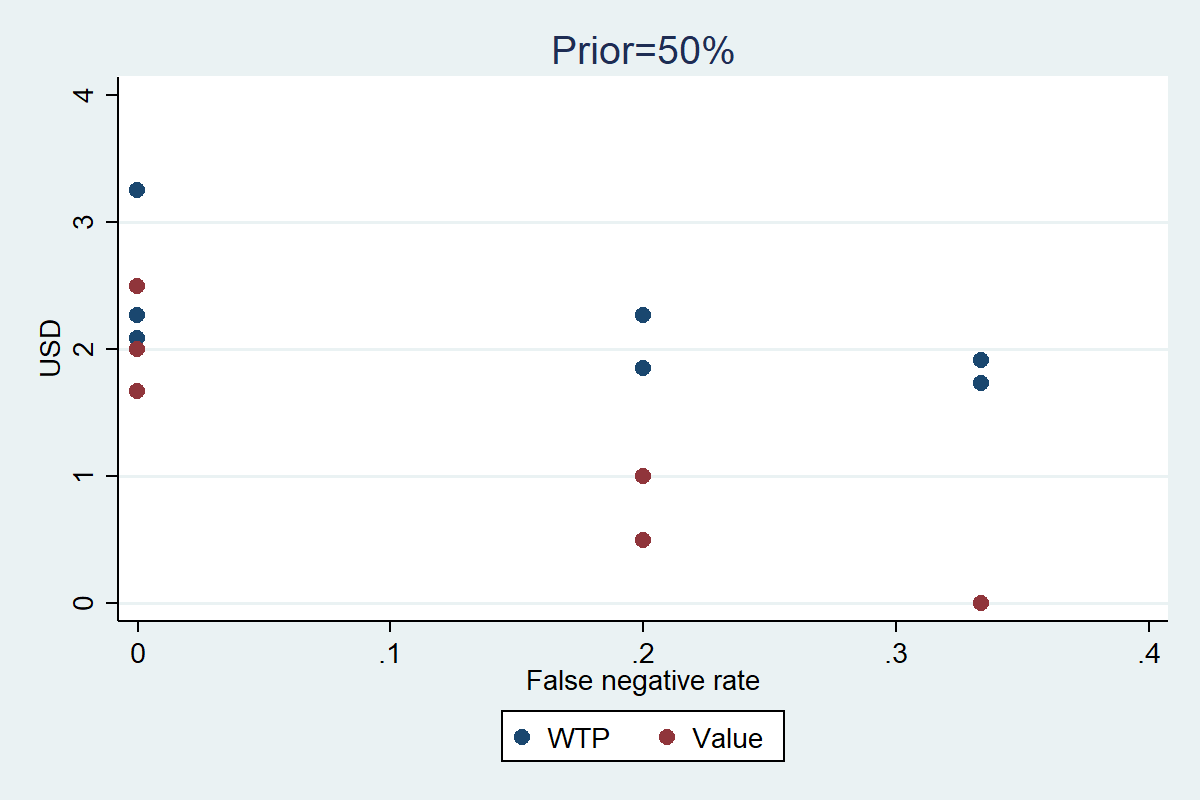 Prior=50%
USD
4
3
2
1
0
0 .1 .2 .3 .4
False negative rate
WTP Value